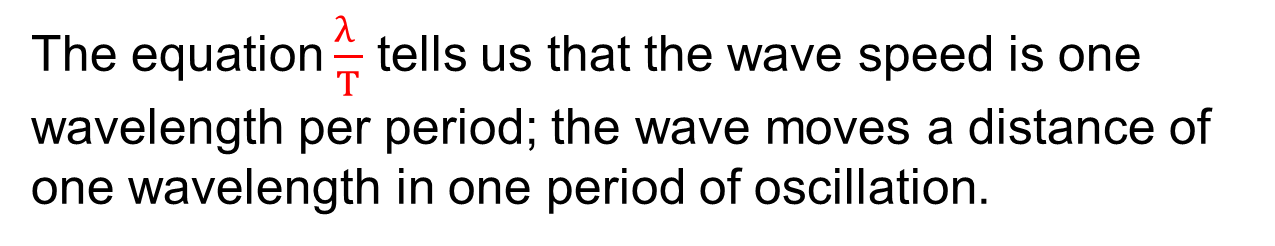 The equation λ/T tells us that the wave speed is one
wavelength per period; the wave moves a distance of
one wavelength in one period of oscillation.